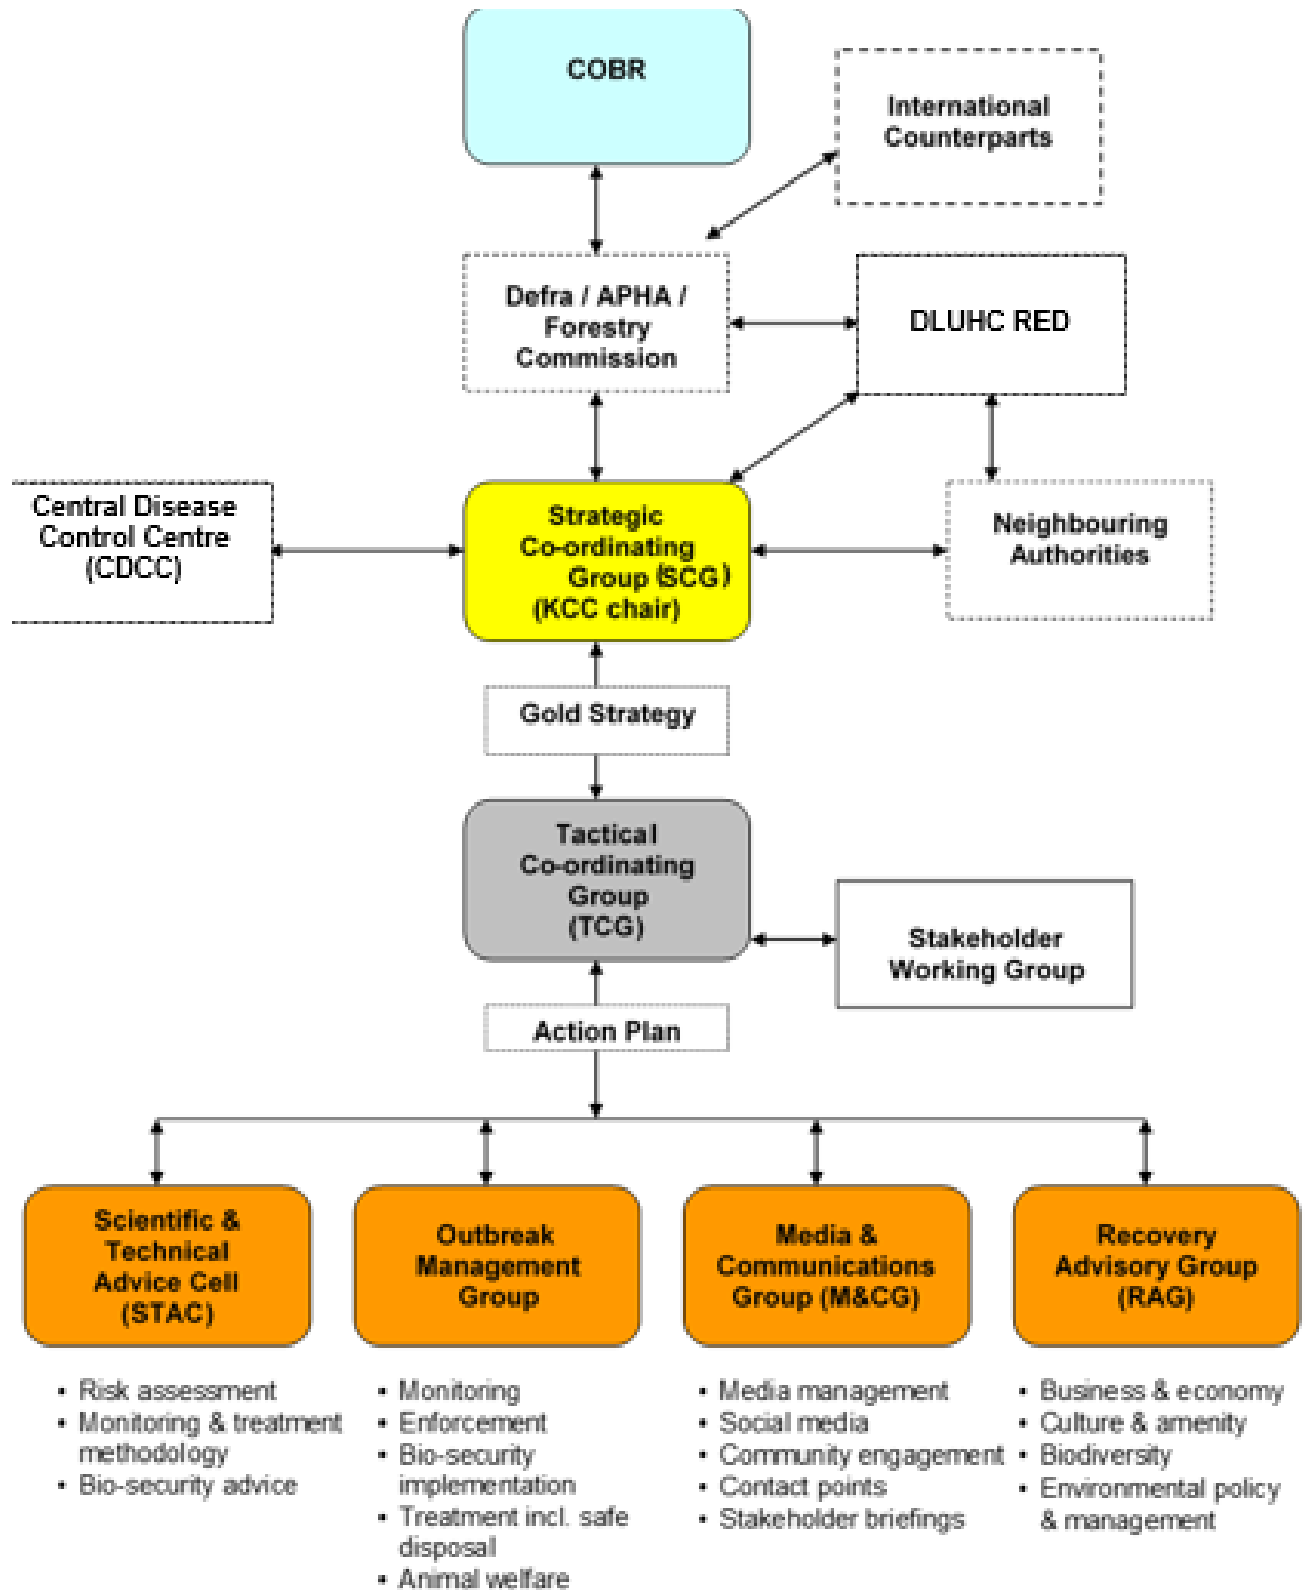 COBR
International
Counterparts
Defra / APHA /
Forestry
Commission
DLUHC RED
Central Disease
Control Centre
(CDCC)
Strategic
Co-ordinating
Group (SCG)
(KCC chair)
Neighbouring
Authorities
Gold Strategy
Tactical
Co-ordinating
Group
(TCG)
Stakeholder
Working Group
Action Plan
Scientific &
Technical
Advice Cell
(STAC)
Outbreak
Management
Group
Media &
Communications
Group (M&CG)
Recovery
Advisory Group
(RAG)
• Risk assessment
• Monitoring & treatment
methodology
• Bio-security advice
• Monitoring
• Enforcement
• Bio-security
implementation
• Treatment incl. safe
disposal
• Animal welfare
• Media management
• Social media
• Community engagement
• Contact points
• Stakeholder briefings
• Business & economy
• Culture & amenity
• Biodiversity
• Environmental policy
& management